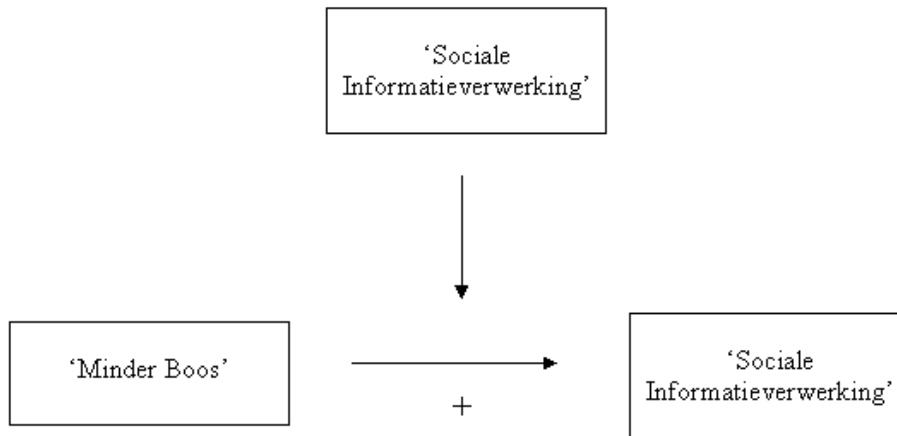 ‘Sociale
Informatieverwerking’
‘Minder Boos’
+
‘Sociale
Informatieverwerking’